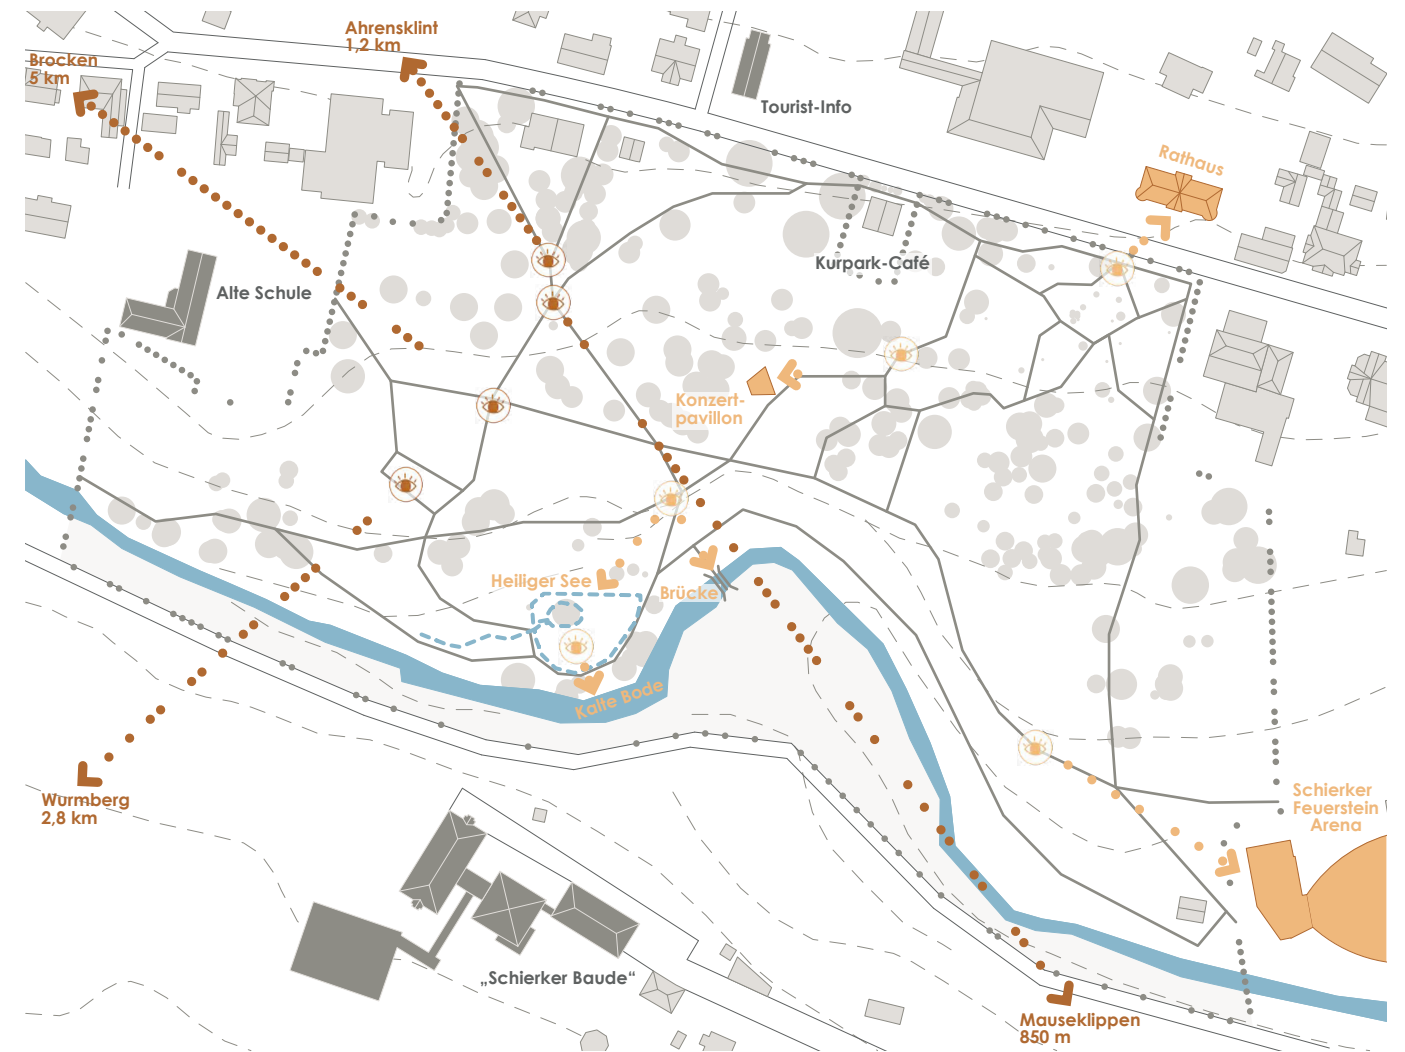 Ahrensklint
1,2 km
Brocken
5 km
Tourist-Info
Rathaus
Kurpark-Café
Alte Schule
Konzert-
pavillon
Heiliger See
Brücke
Kalte Bode
Wurmberg
2,8 km
Schierker
Feuerstein
Arena
„Schierker Baude“
Mauseklippen
850 m